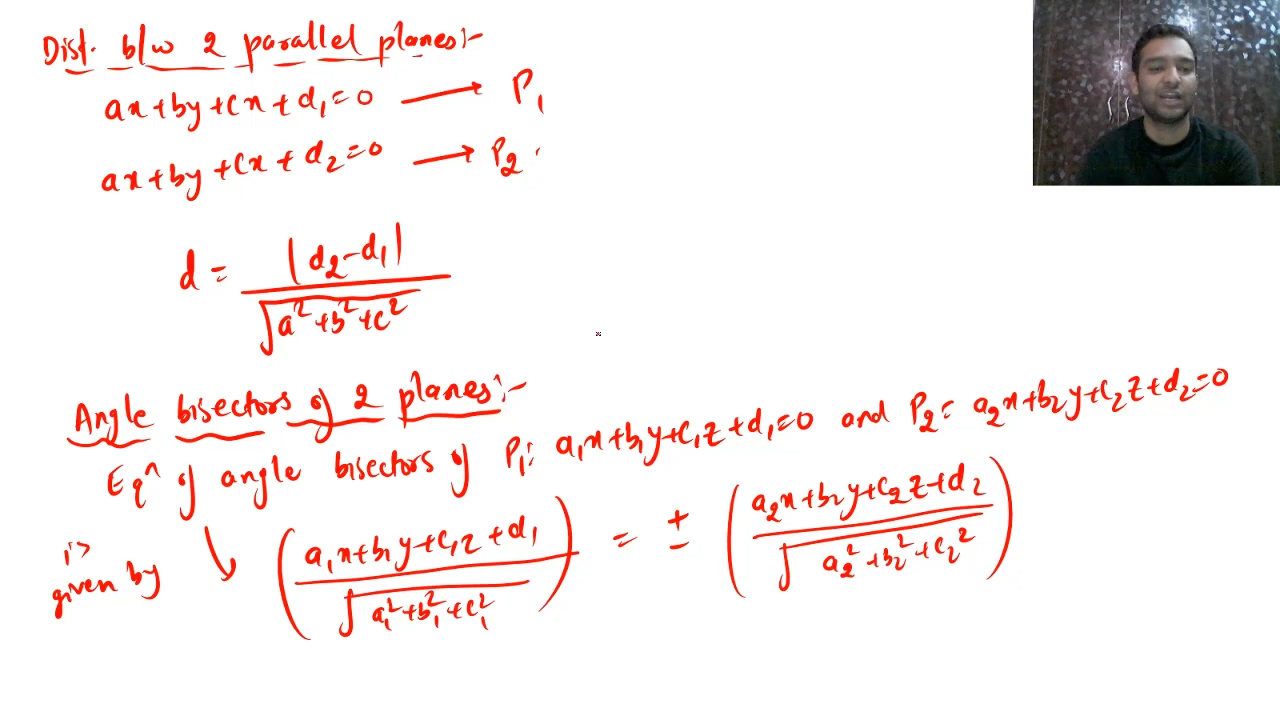 Dist. b/w 2 parallel planes:-
ax+by+cx+d₁=0 → P₁
ax+by+cx+d₂=0 → P₂
d = |d₂-d₁| / √(a²+b²+c²)
Angle bisectors of 2 planes:-
Eqⁿ of angle bisectors of P₁: a₁x+b₁y+c₁z+d₁=0 and P₂: a₂x+b₂y+c₂z+d₂=0
is given by ↘ ((a₁x+b₁y+c₁z+d₁) / √(a₁²+b₁²+c₁²)) = ± ((a₂x+b₂y+c₂z+d₂) / √(a₂²+b₂²+c₂²))